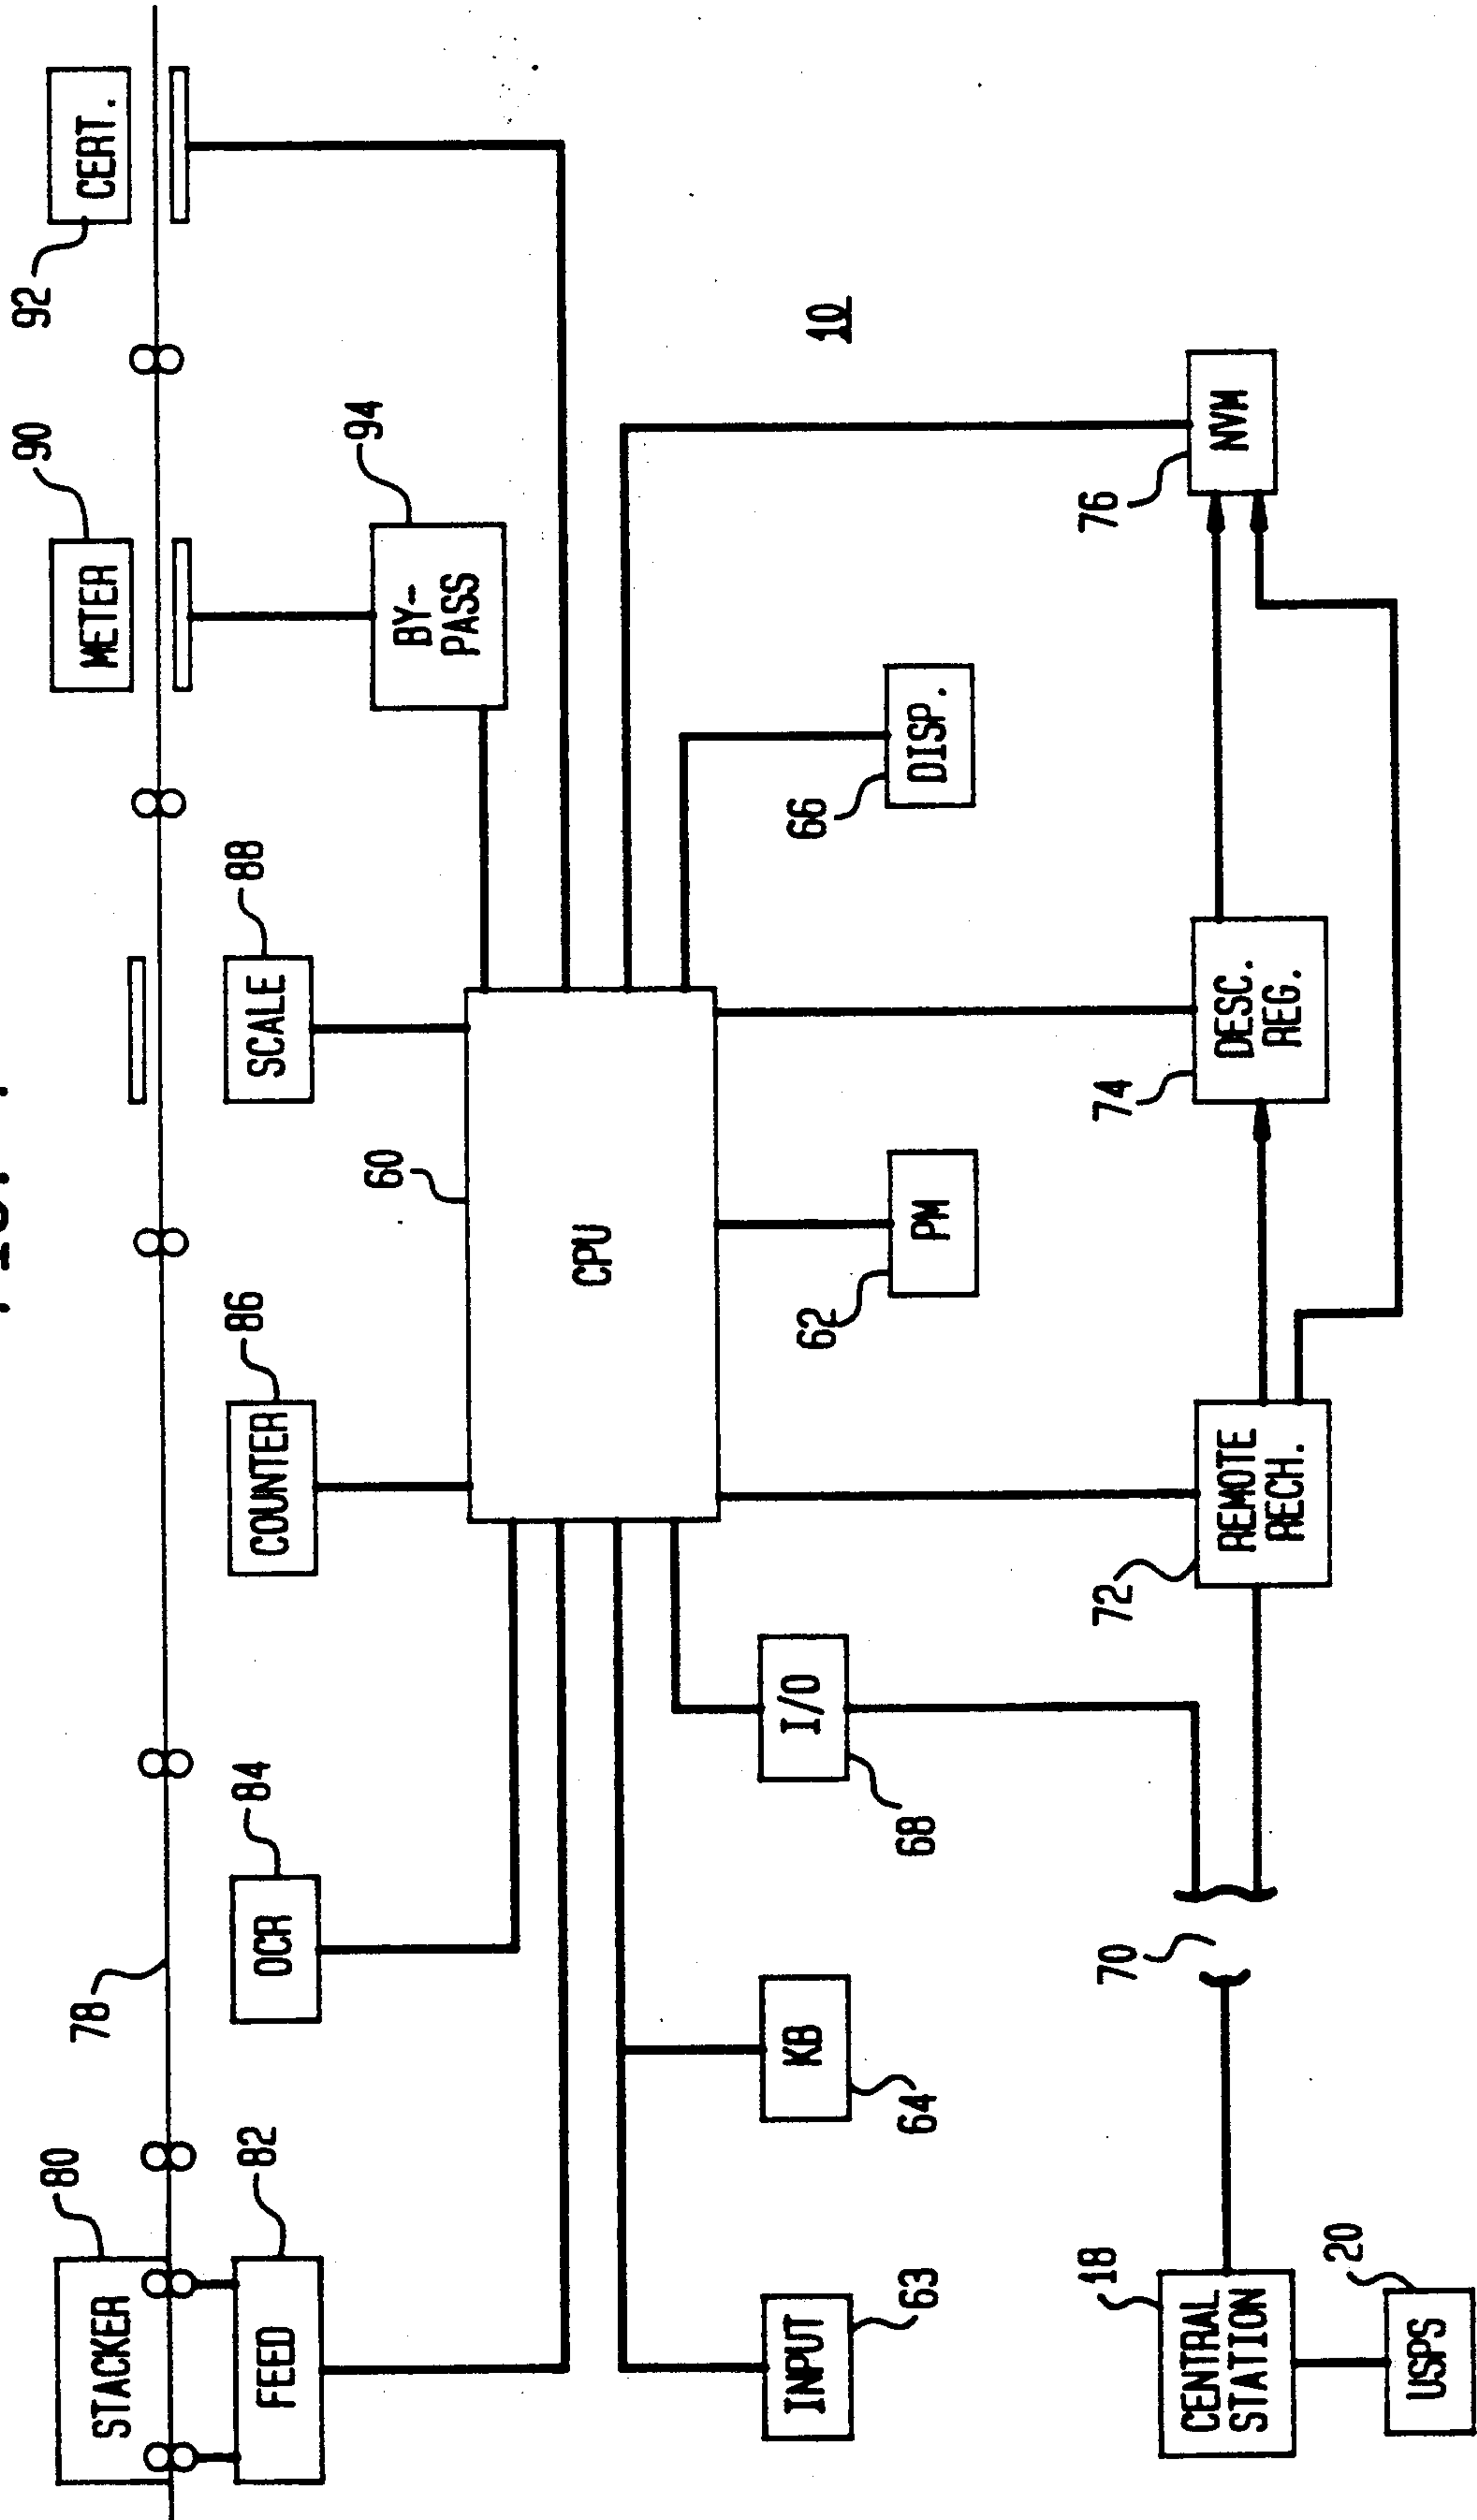 80
STACKER
78
90
METER
92
CERT.
82
FEED
84
OCR
86
COUNTER
88
SCALE
94
BY-
PASS
60
CPU
10
INPUT
63
KB
64
I/O
68
62
PM
66
DISP.
18
CENTRAL
STATION
20
USPS
70
72
REMOTE
RECH.
74
DESC.
REG.
76
NVM